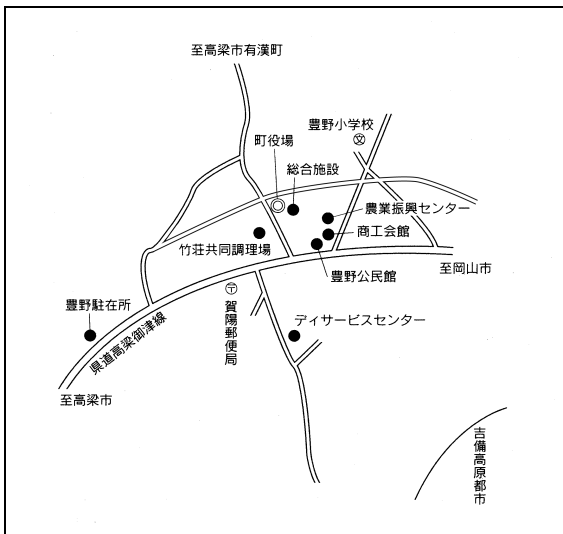 至高梁市有漢町
豊野小学校
町役場
総合施設
農業振興センター
商工会館
竹荘共同調理場
豊野公民館
至岡山市
豊野駐在所
賀陽郵便局
ディサービスセンター
県道高梁御津線
至高梁市
吉備高原都市